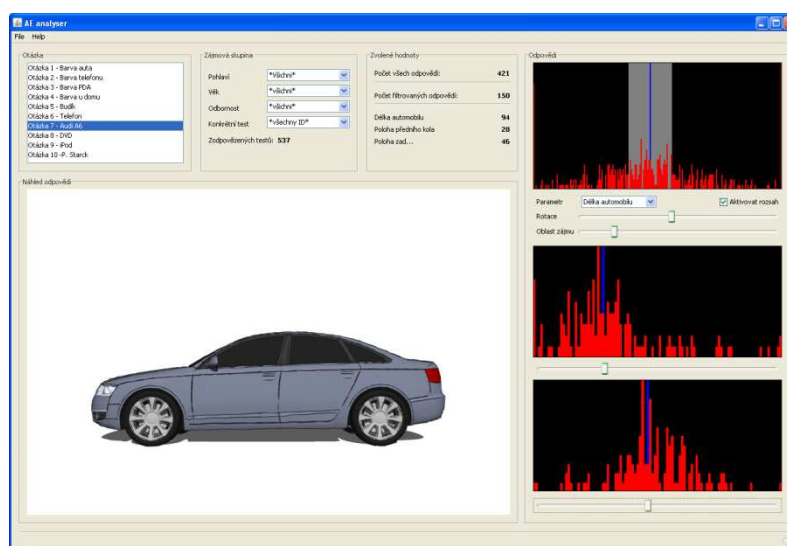 AE analyser
File Help
Otázka
Otázka 1 - Barva auta
Otázka 2 - Barva telefonu
Otázka 3 - Barva PDA
Otázka 4 - Barva u domu
Otázka 5 - Budík
Otázka 6 - Telefon
Otázka 7 - Audi A6
Otázka 8 - DVD
Otázka 9 - iPod
Otázka 10 -P. Starch
Zájmová skupina
Pohlaví *Všichni*
Věk *všichni*
Odbornost *všichni*
Konkrétní test *všechny ID*
Zodpovězených testů: 537
Zvolené hodnoty
Počet všech odpovědí: 421
Počet filtrovaných odpovědí: 150
Délka automobilu 94
Poloha předního kola 28
Poloha zad... 46
Odpovědi
Parametr Délka automobilu Aktivovat rozsah
Rotace
Oblast zájmu
Náhled odpovědi